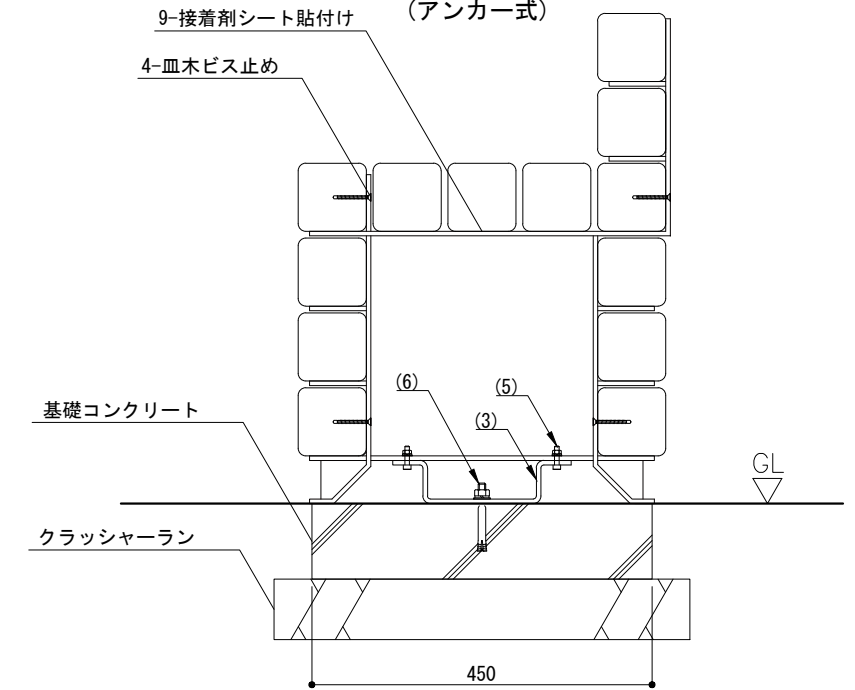 (アンカー式)
9-接着剤シート貼付け
4-皿木ビス止め
(6)
(5)
(3)
基礎コンクリート
GL
クラッシャーラン
450